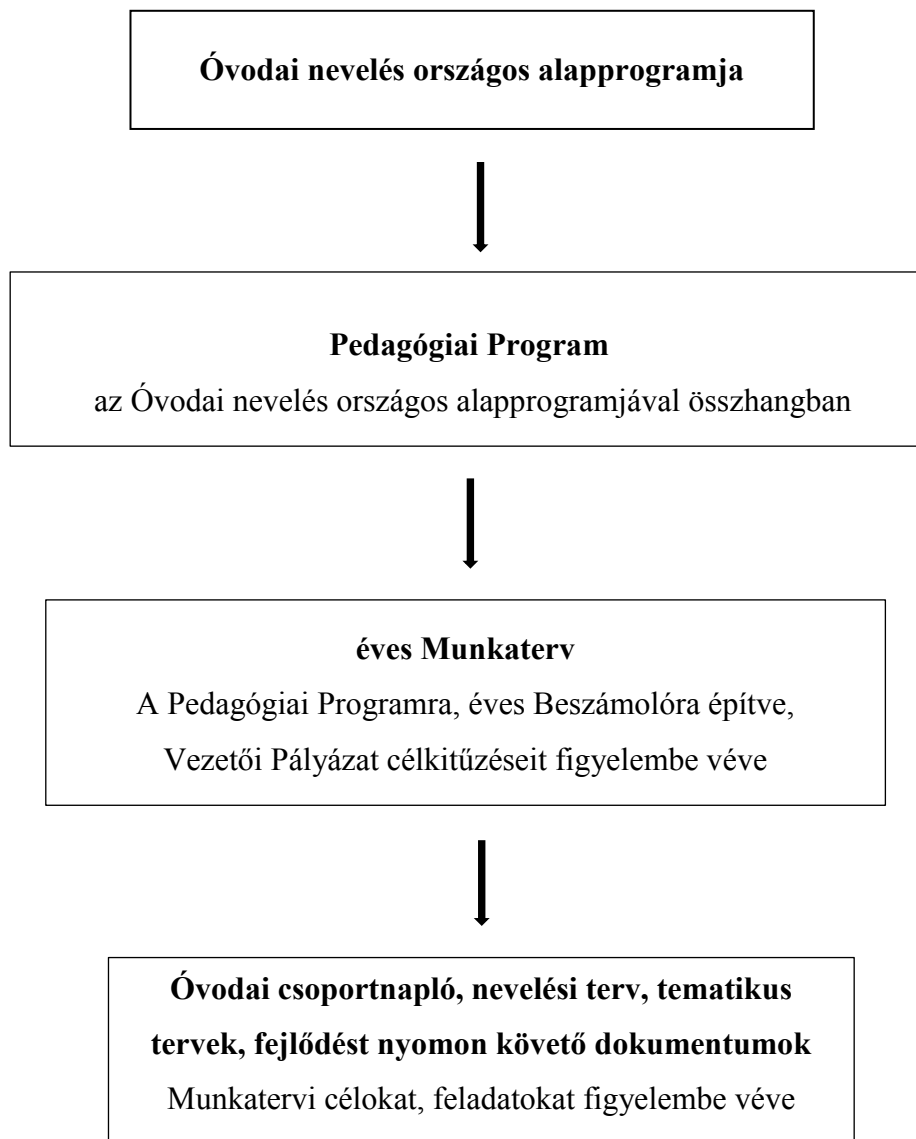 Óvodai nevelés országos alapprogramja
Pedagógiai Program
az Óvodai nevelés országos alapprogramjával összhangban
éves Munkaterv
A Pedagógiai Programra, éves Beszámolóra építve,
Vezetői Pályázat célkitűzéseit figyelembe véve
Óvodai csoportnapló, nevelési terv, tematikus
tervek, fejlődést nyomon követő dokumentumok
Munkatervi célokat, feladatokat figyelembe véve